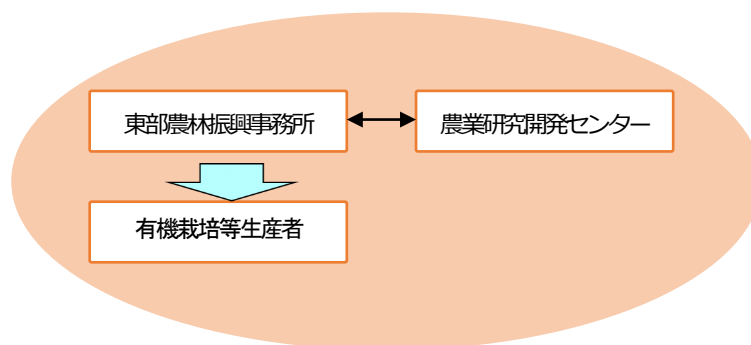 東部農林振興事務所
農業研究開発センター
有機栽培等生産者